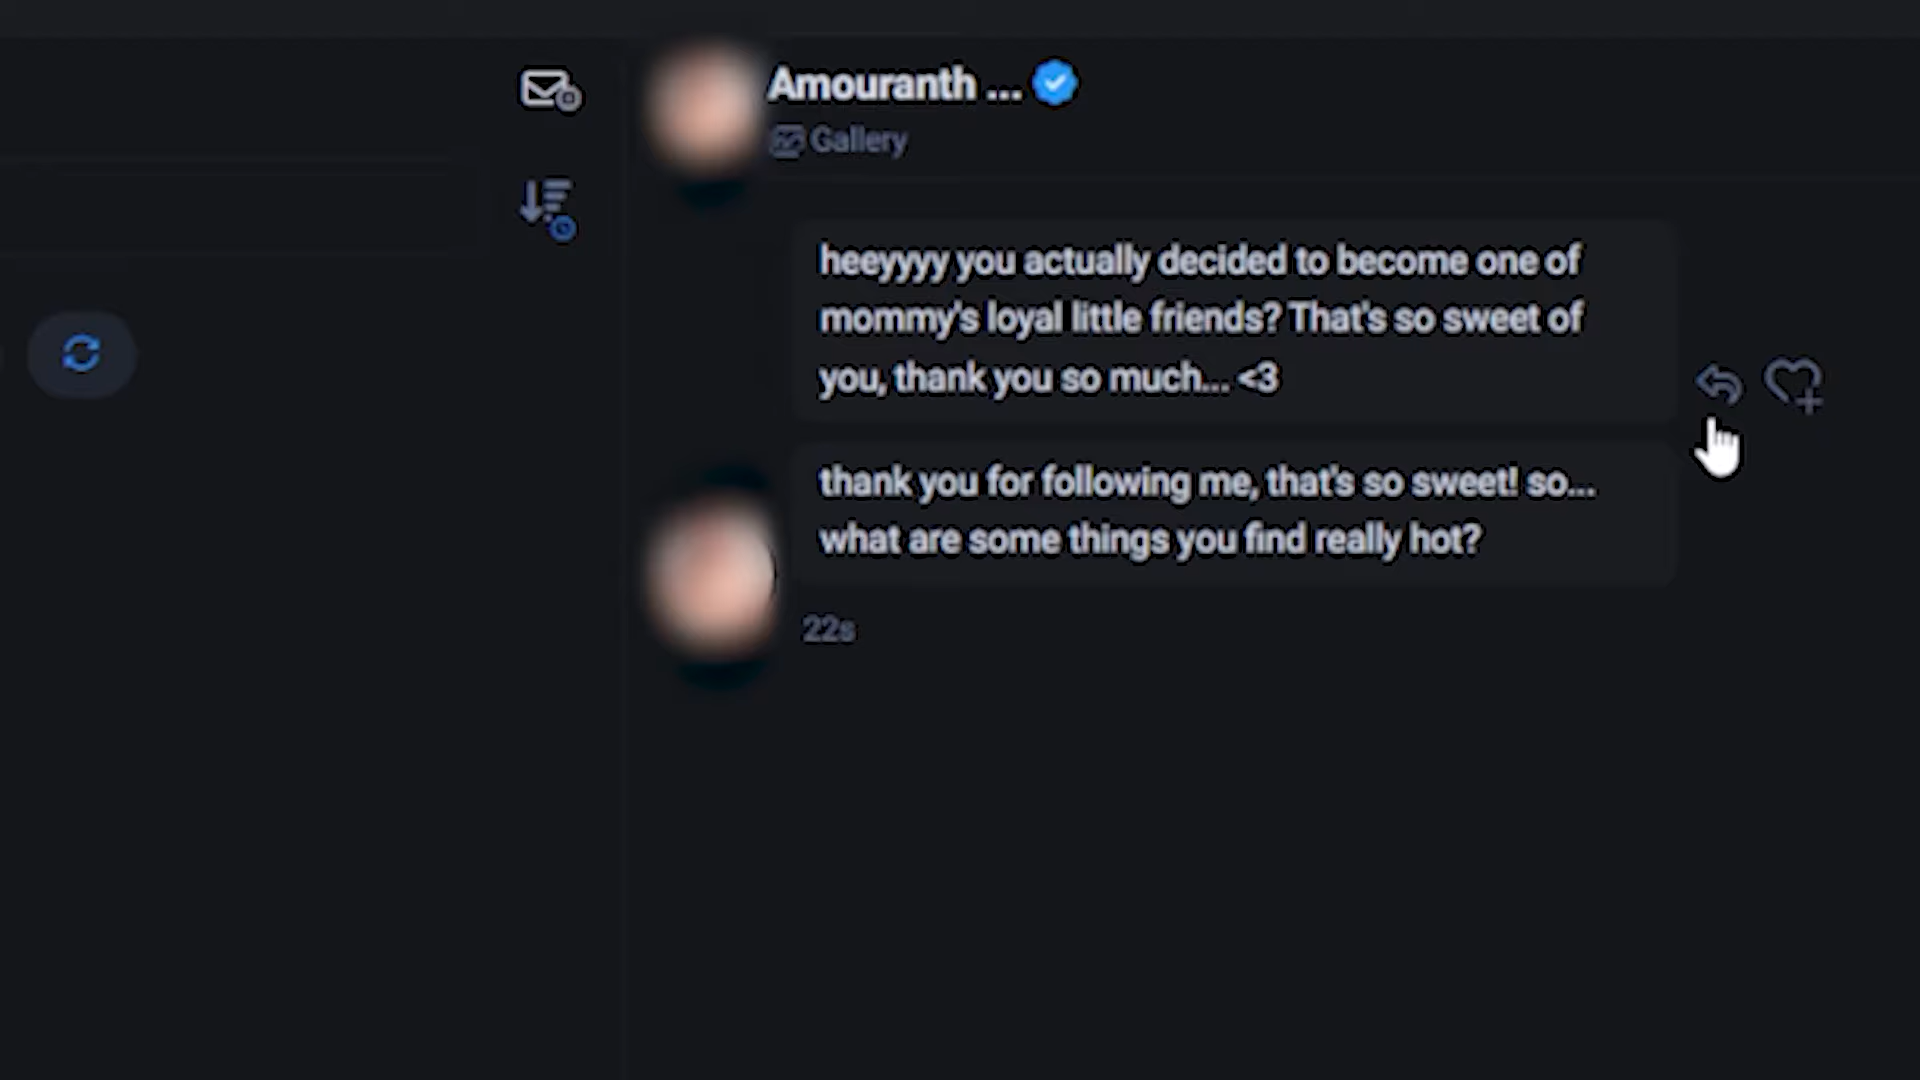 Amouranth ...
Gallery
heeyyyy you actually decided to become one of
mommy's loyal little friends? That's so sweet of
you, thank you so much... <3
thank you for following me, that's so sweet! so...
what are some things you find really hot?
22s